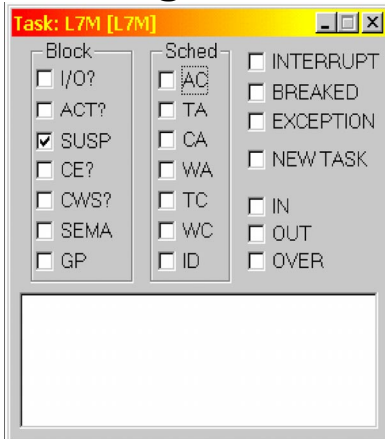 Task: L7M [L7M]
Block
I/O?
ACT?
SUSP
CE?
CWS?
SEMA
GP
Sched
AC
TA
CA
WA
TC
WC
ID
INTERRUPT
BREAKED
EXCEPTION
NEW TASK
IN
OUT
OVER